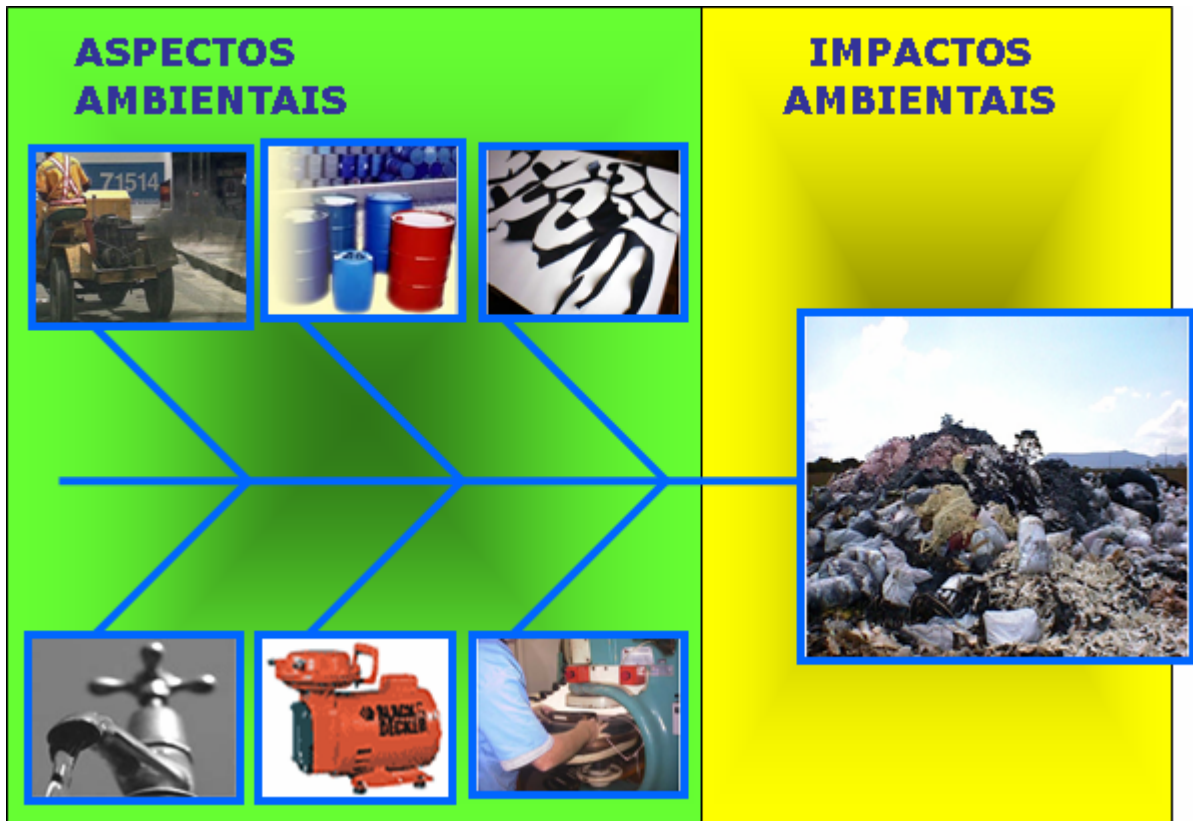 ASPECTOS
AMBIENTAIS
IMPACTOS
AMBIENTAIS
71514
BLACK &
DECKER